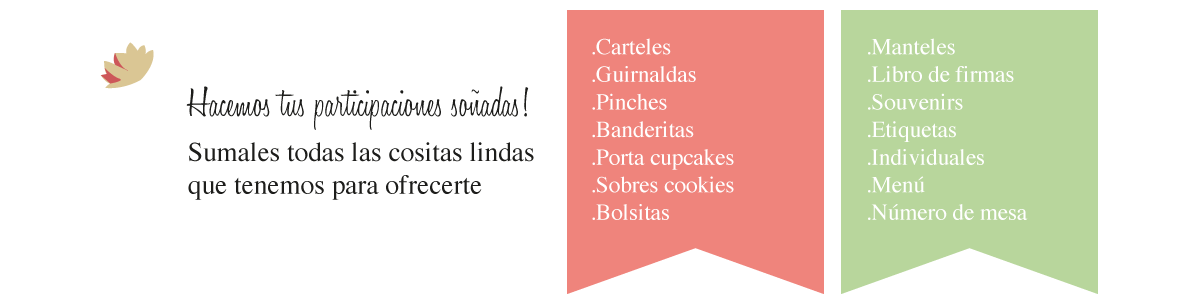 Hacemos tus participaciones soñadas!
Sumales todas las cositas lindas
que tenemos para ofrecerte
.Carteles
.Guirnaldas
.Pinches
.Banderitas
.Porta cupcakes
.Sobres cookies
.Bolsitas
.Manteles
.Libro de firmas
.Souvenirs
.Etiquetas
.Individuales
.Menú
.Número de mesa